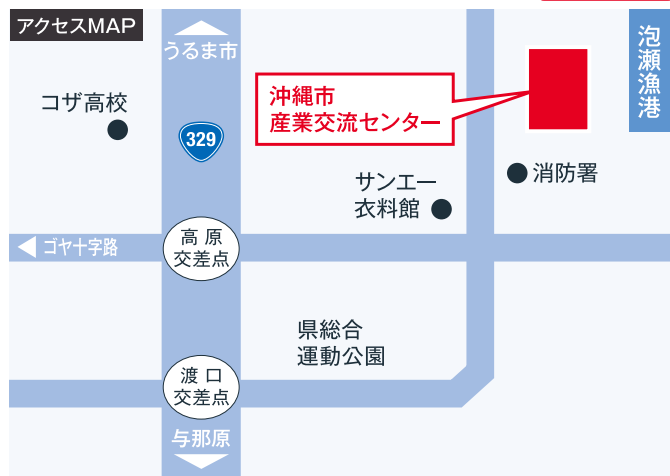 アクセスMAP
うるま市
泡瀬漁港
コザ高校
沖縄市
産業交流センター
329
サンエー
衣料館
消防署
ゴヤ十字路
高原
交差点
県総合
運動公園
渡口
交差点
与那原